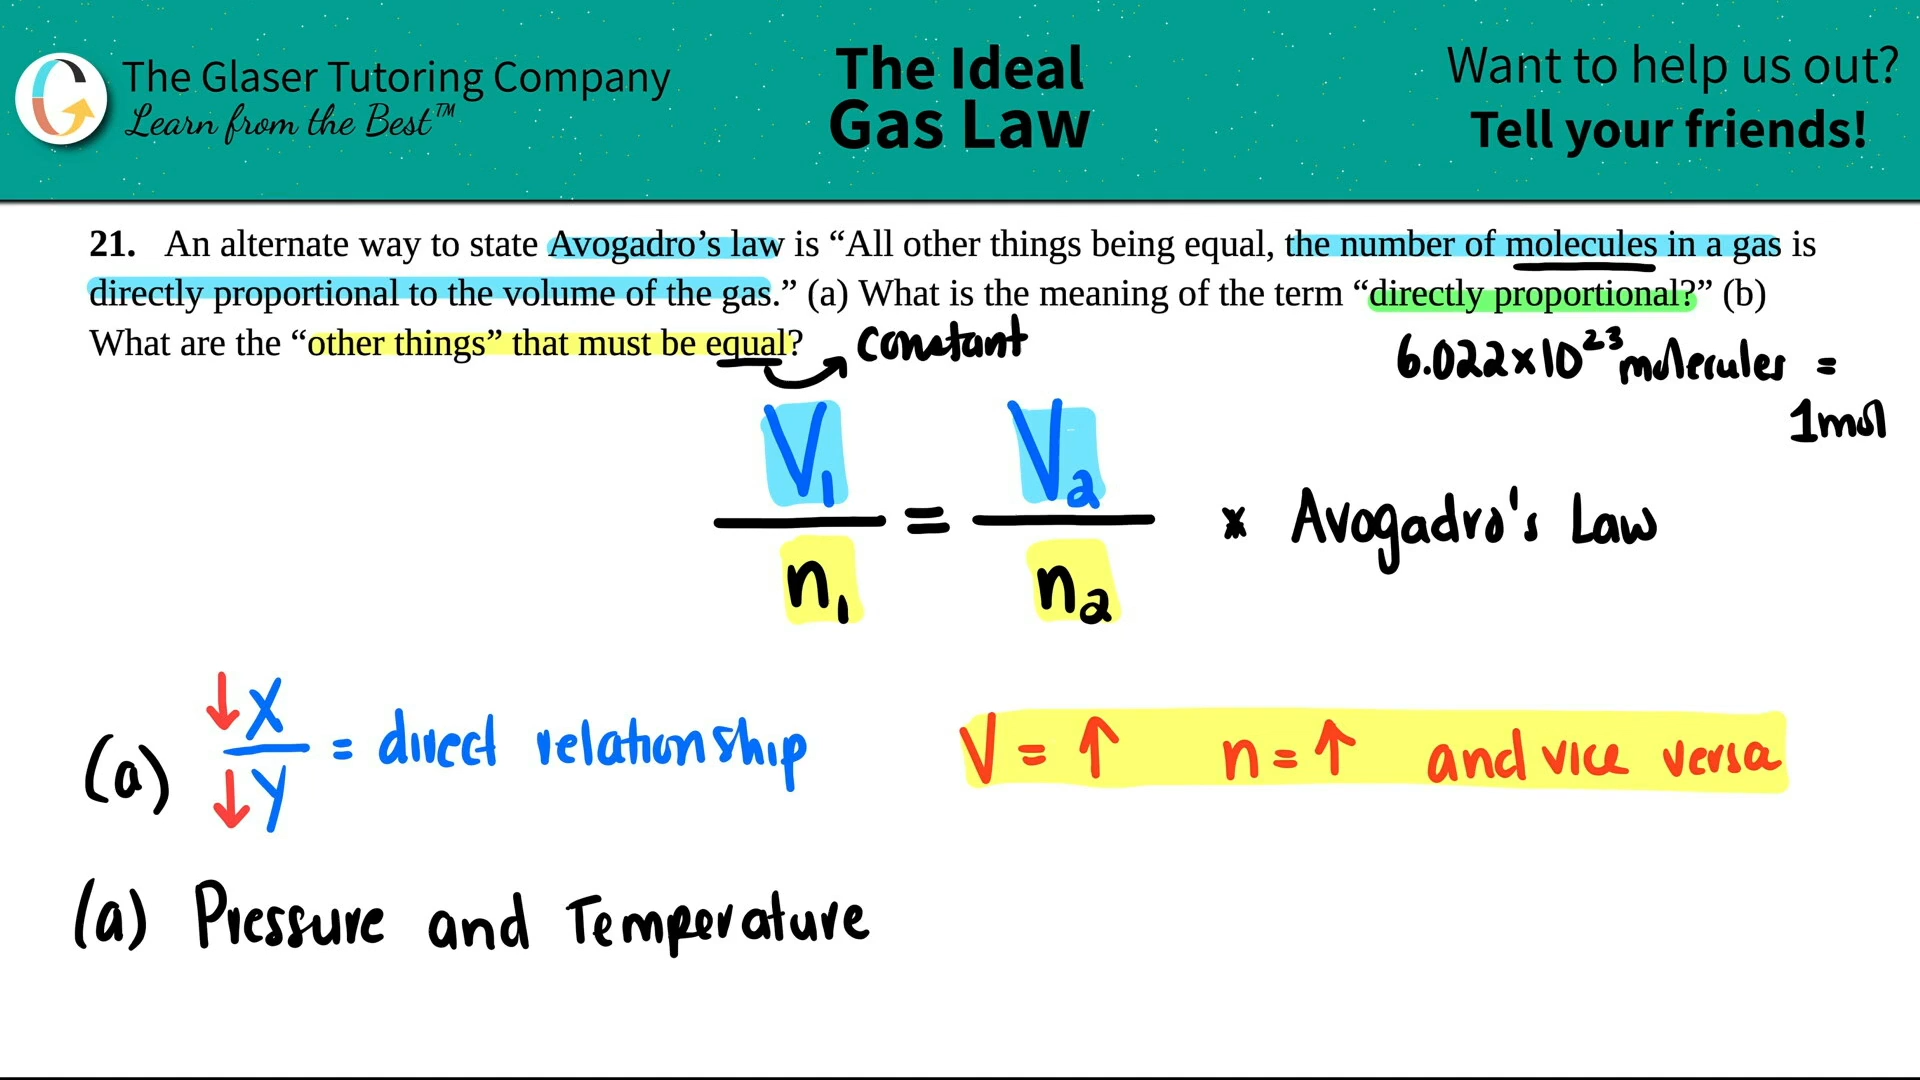 The Glaser Tutoring Company
Learn from the Best™
The Ideal
Gas Law
Want to help us out?
Tell your friends!
21. An alternate way to state Avogadro’s law is “All other things being equal, the number of molecules in a gas is
directly proportional to the volume of the gas.” (a) What is the meaning of the term “directly proportional?” (b)
What are the “other things” that must be equal?
constant
6.022x10²³ molecules =
1mol
V₁ = V₂
n₁ n₂
* Avogadro's Law
(a) ↓X
↓Y
= direct relationship
V = ↑ n = ↑ and vice versa
(a) Pressure and Temperature